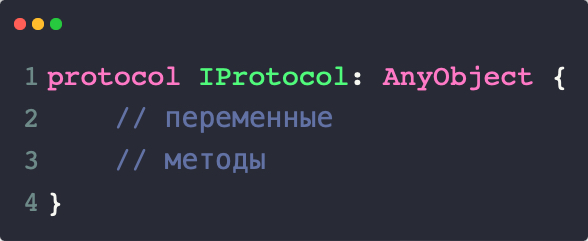 1 protocol IProtocol: AnyObject {
2     // переменные
3     // методы
4 }